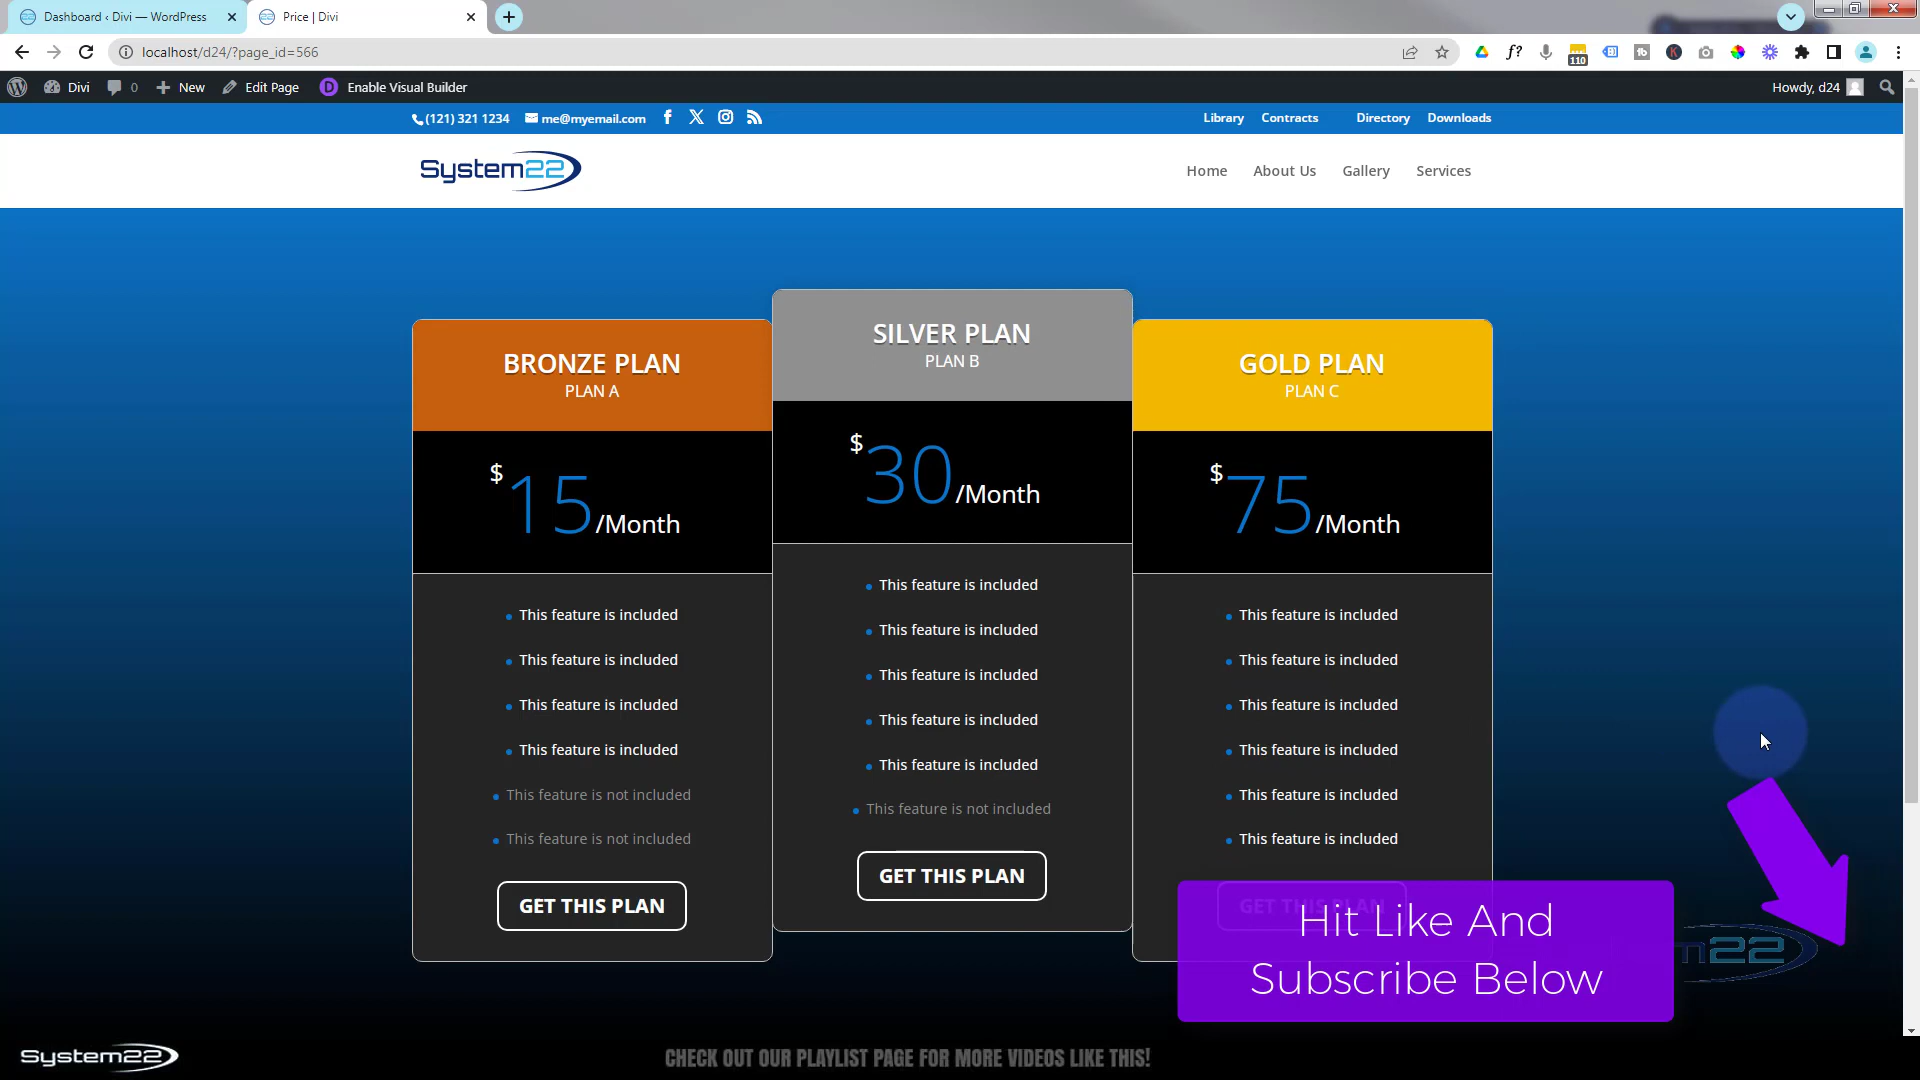 Dashboard ‹ Divi — WordPress
Price | Divi
localhost/d24/?page_id=566
110
Divi
0
New
Edit Page
Enable Visual Builder
Howdy, d24
(121) 321 1234
me@myemail.com
Library
Contracts
Directory
Downloads
System22
Home
About Us
Gallery
Services
BRONZE PLAN
PLAN A
$15/Month
This feature is included
This feature is included
This feature is included
This feature is included
This feature is not included
This feature is not included
GET THIS PLAN
SILVER PLAN
PLAN B
$30/Month
This feature is included
This feature is included
This feature is included
This feature is included
This feature is included
This feature is not included
GET THIS PLAN
GOLD PLAN
PLAN C
$75/Month
This feature is included
This feature is included
This feature is included
This feature is included
This feature is included
This feature is included
GET THIS PLAN
Hit Like And
Subscribe Below
System22
CHECK OUT OUR PLAYLIST PAGE FOR MORE VIDEOS LIKE THIS!